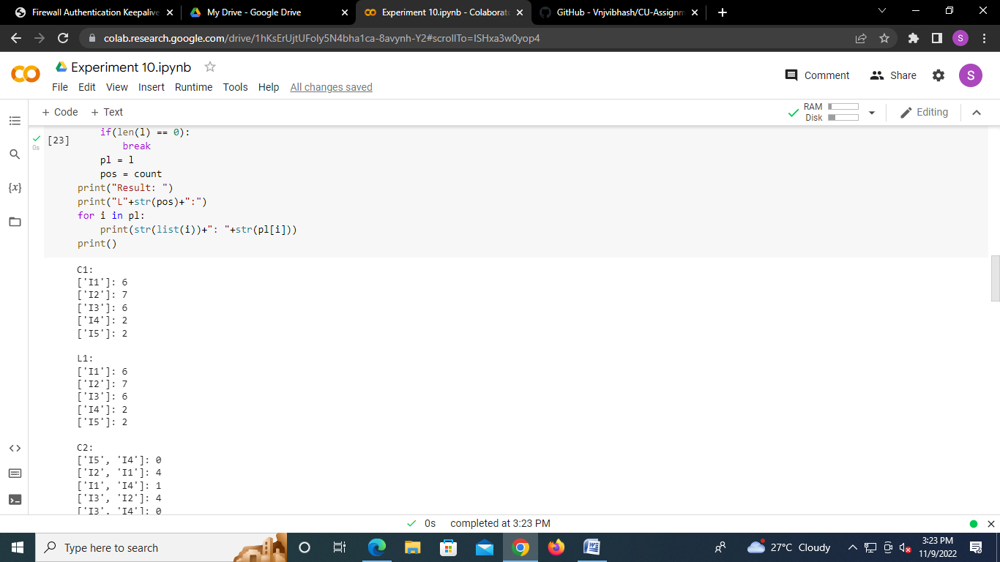 Firewall Authentication Keepalive
My Drive - Google Drive
Experiment 10.ipynb - Colaborato
GitHub - Vnjvibhash/CU-Assignm
colab.research.google.com/drive/1hKsErUjtUFoly5N4bha1ca-8avynh-Y2#scrollTo=ISHxa3w0yop4
S
Experiment 10.ipynb
Comment
Share
S
File Edit View Insert Runtime Tools Help All changes saved
+ Code + Text
RAM
Disk
Editing
[23]
0s
if(len(l) == 0):
break
pl = l
pos = count
print("Result: ")
print("L"+str(pos)+":")
for i in pl:
print(str(list(i))+": "+str(pl[i]))
print()
{x}
C1:
['I1']: 6
['I2']: 7
['I3']: 6
['I4']: 2
['I5']: 2
L1:
['I1']: 6
['I2']: 7
['I3']: 6
['I4']: 2
['I5']: 2
C2:
['I5', 'I4']: 0
['I2', 'I1']: 4
['I1', 'I4']: 1
['I3', 'I2']: 4
['I3', 'I4']: 0
0s completed at 3:23 PM
Type here to search
27°C Cloudy
3:23 PM
11/9/2022